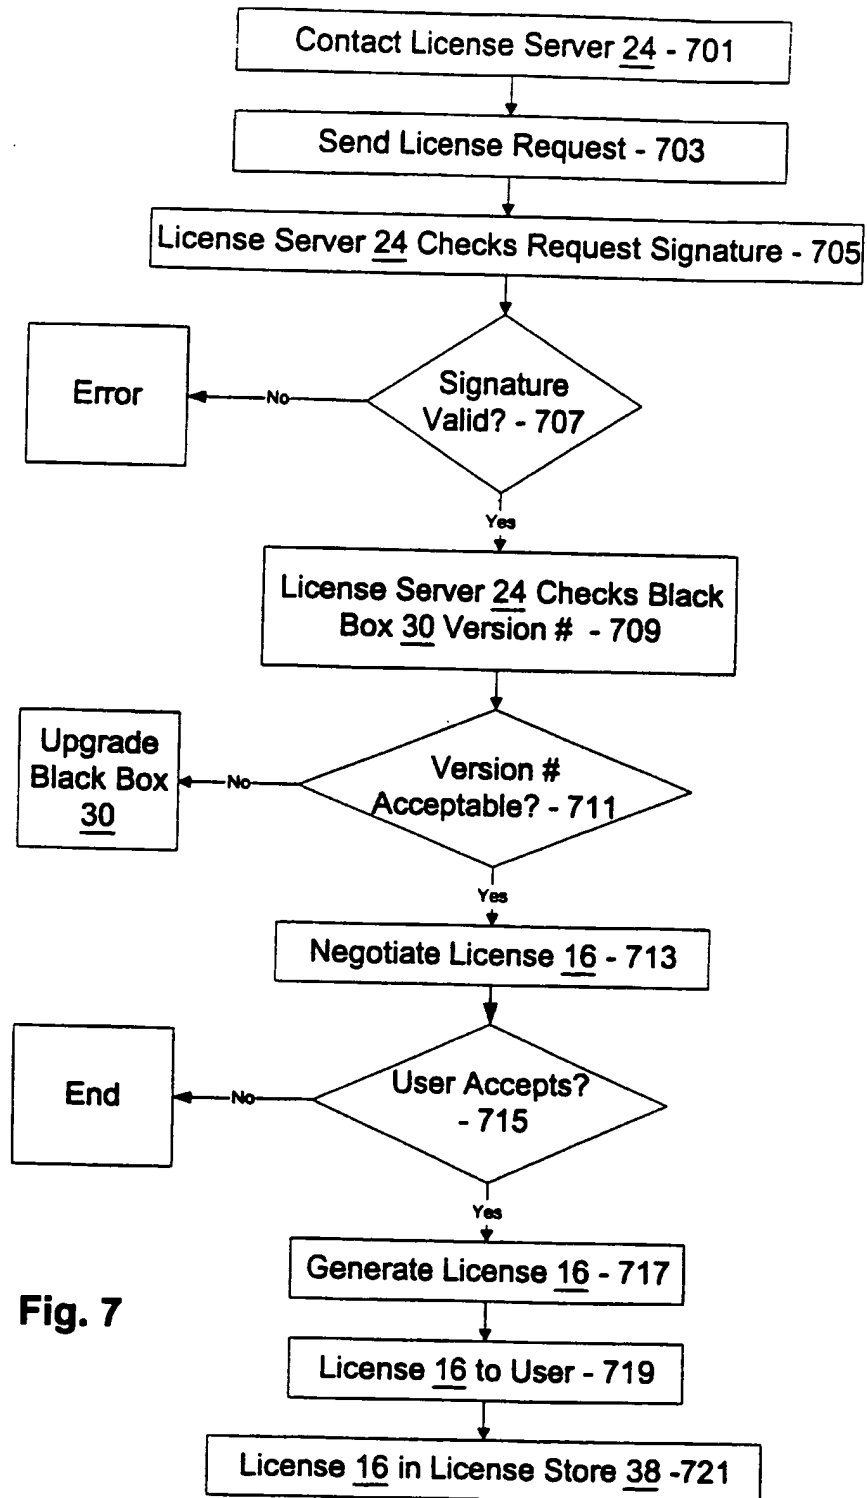 Contact License Server 24 - 701
Send License Request - 703
License Server 24 Checks Request Signature - 705
Signature
Valid? - 707
No
Error
Yes
License Server 24 Checks Black
Box 30 Version # - 709
Version #
Acceptable? - 711
No
Upgrade
Black Box
30
Yes
Negotiate License 16 - 713
User Accepts?
- 715
No
End
Yes
Generate License 16 - 717
License 16 to User - 719
License 16 in License Store 38 -721
Fig. 7